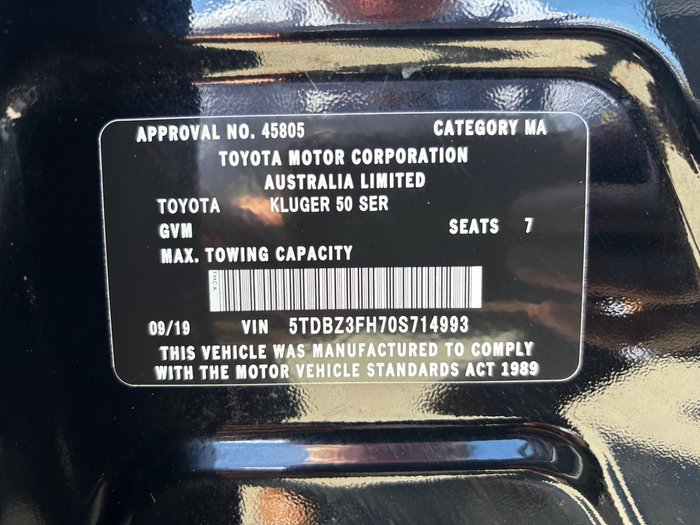 APPROVAL NO. 45805 CATEGORY MA
TOYOTA MOTOR CORPORATION
AUSTRALIA LIMITED
TOYOTA KLUGER 50 SER
GVM SEATS 7
MAX. TOWING CAPACITY
TMCA
09/19 VIN 5TDBZ3FH70S714993
THIS VEHICLE WAS MANUFACTURED TO COMPLY
WITH THE MOTOR VEHICLE STANDARDS ACT 1989